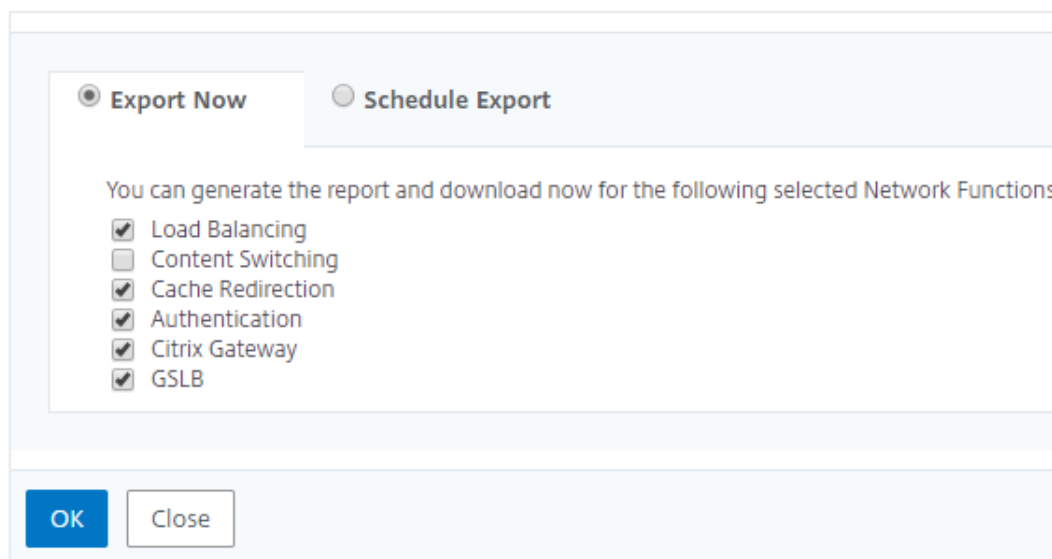 Export Now
Schedule Export
You can generate the report and download now for the following selected Network Functions
Load Balancing
Content Switching
Cache Redirection
Authentication
Citrix Gateway
GSLB
OK
Close